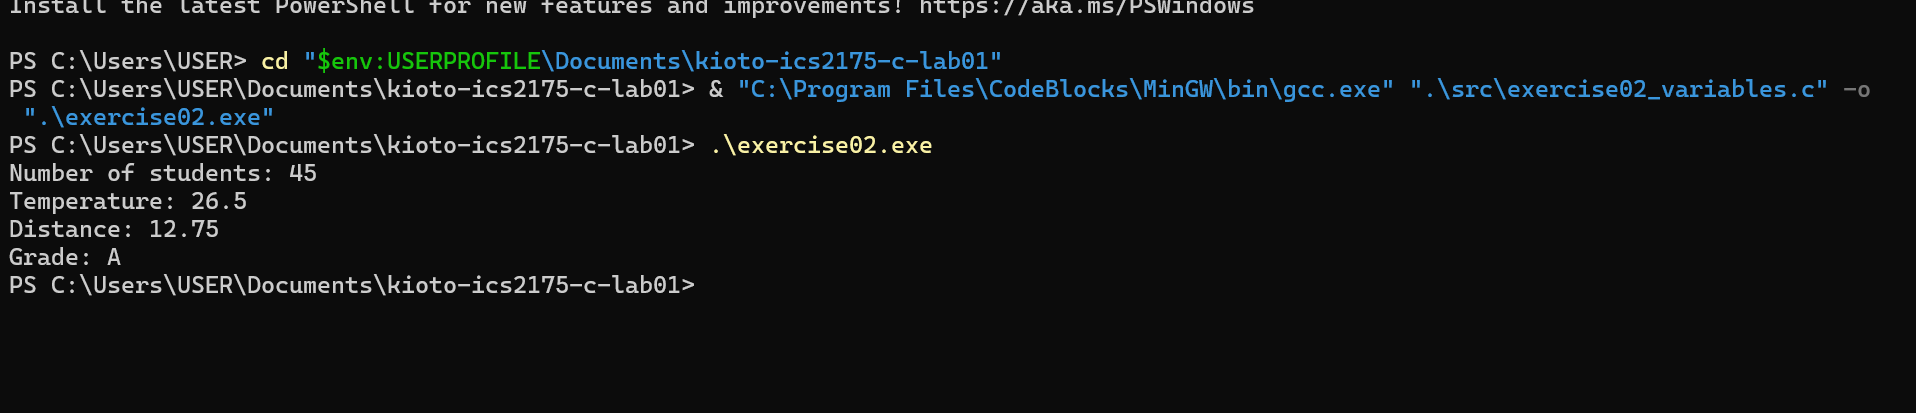 Install the latest PowerShell for new features and improvements! https://aka.ms/PSWindows
PS C:\Users\USER> cd "$env:USERPROFILE\Documents\kioto-ics2175-c-lab01"
PS C:\Users\USER\Documents\kioto-ics2175-c-lab01> & "C:\Program Files\CodeBlocks\MinGW\bin\gcc.exe" ".\src\exercise02_variables.c" -o
".\exercise02.exe"
PS C:\Users\USER\Documents\kioto-ics2175-c-lab01> .\exercise02.exe
Number of students: 45
Temperature: 26.5
Distance: 12.75
Grade: A
PS C:\Users\USER\Documents\kioto-ics2175-c-lab01>